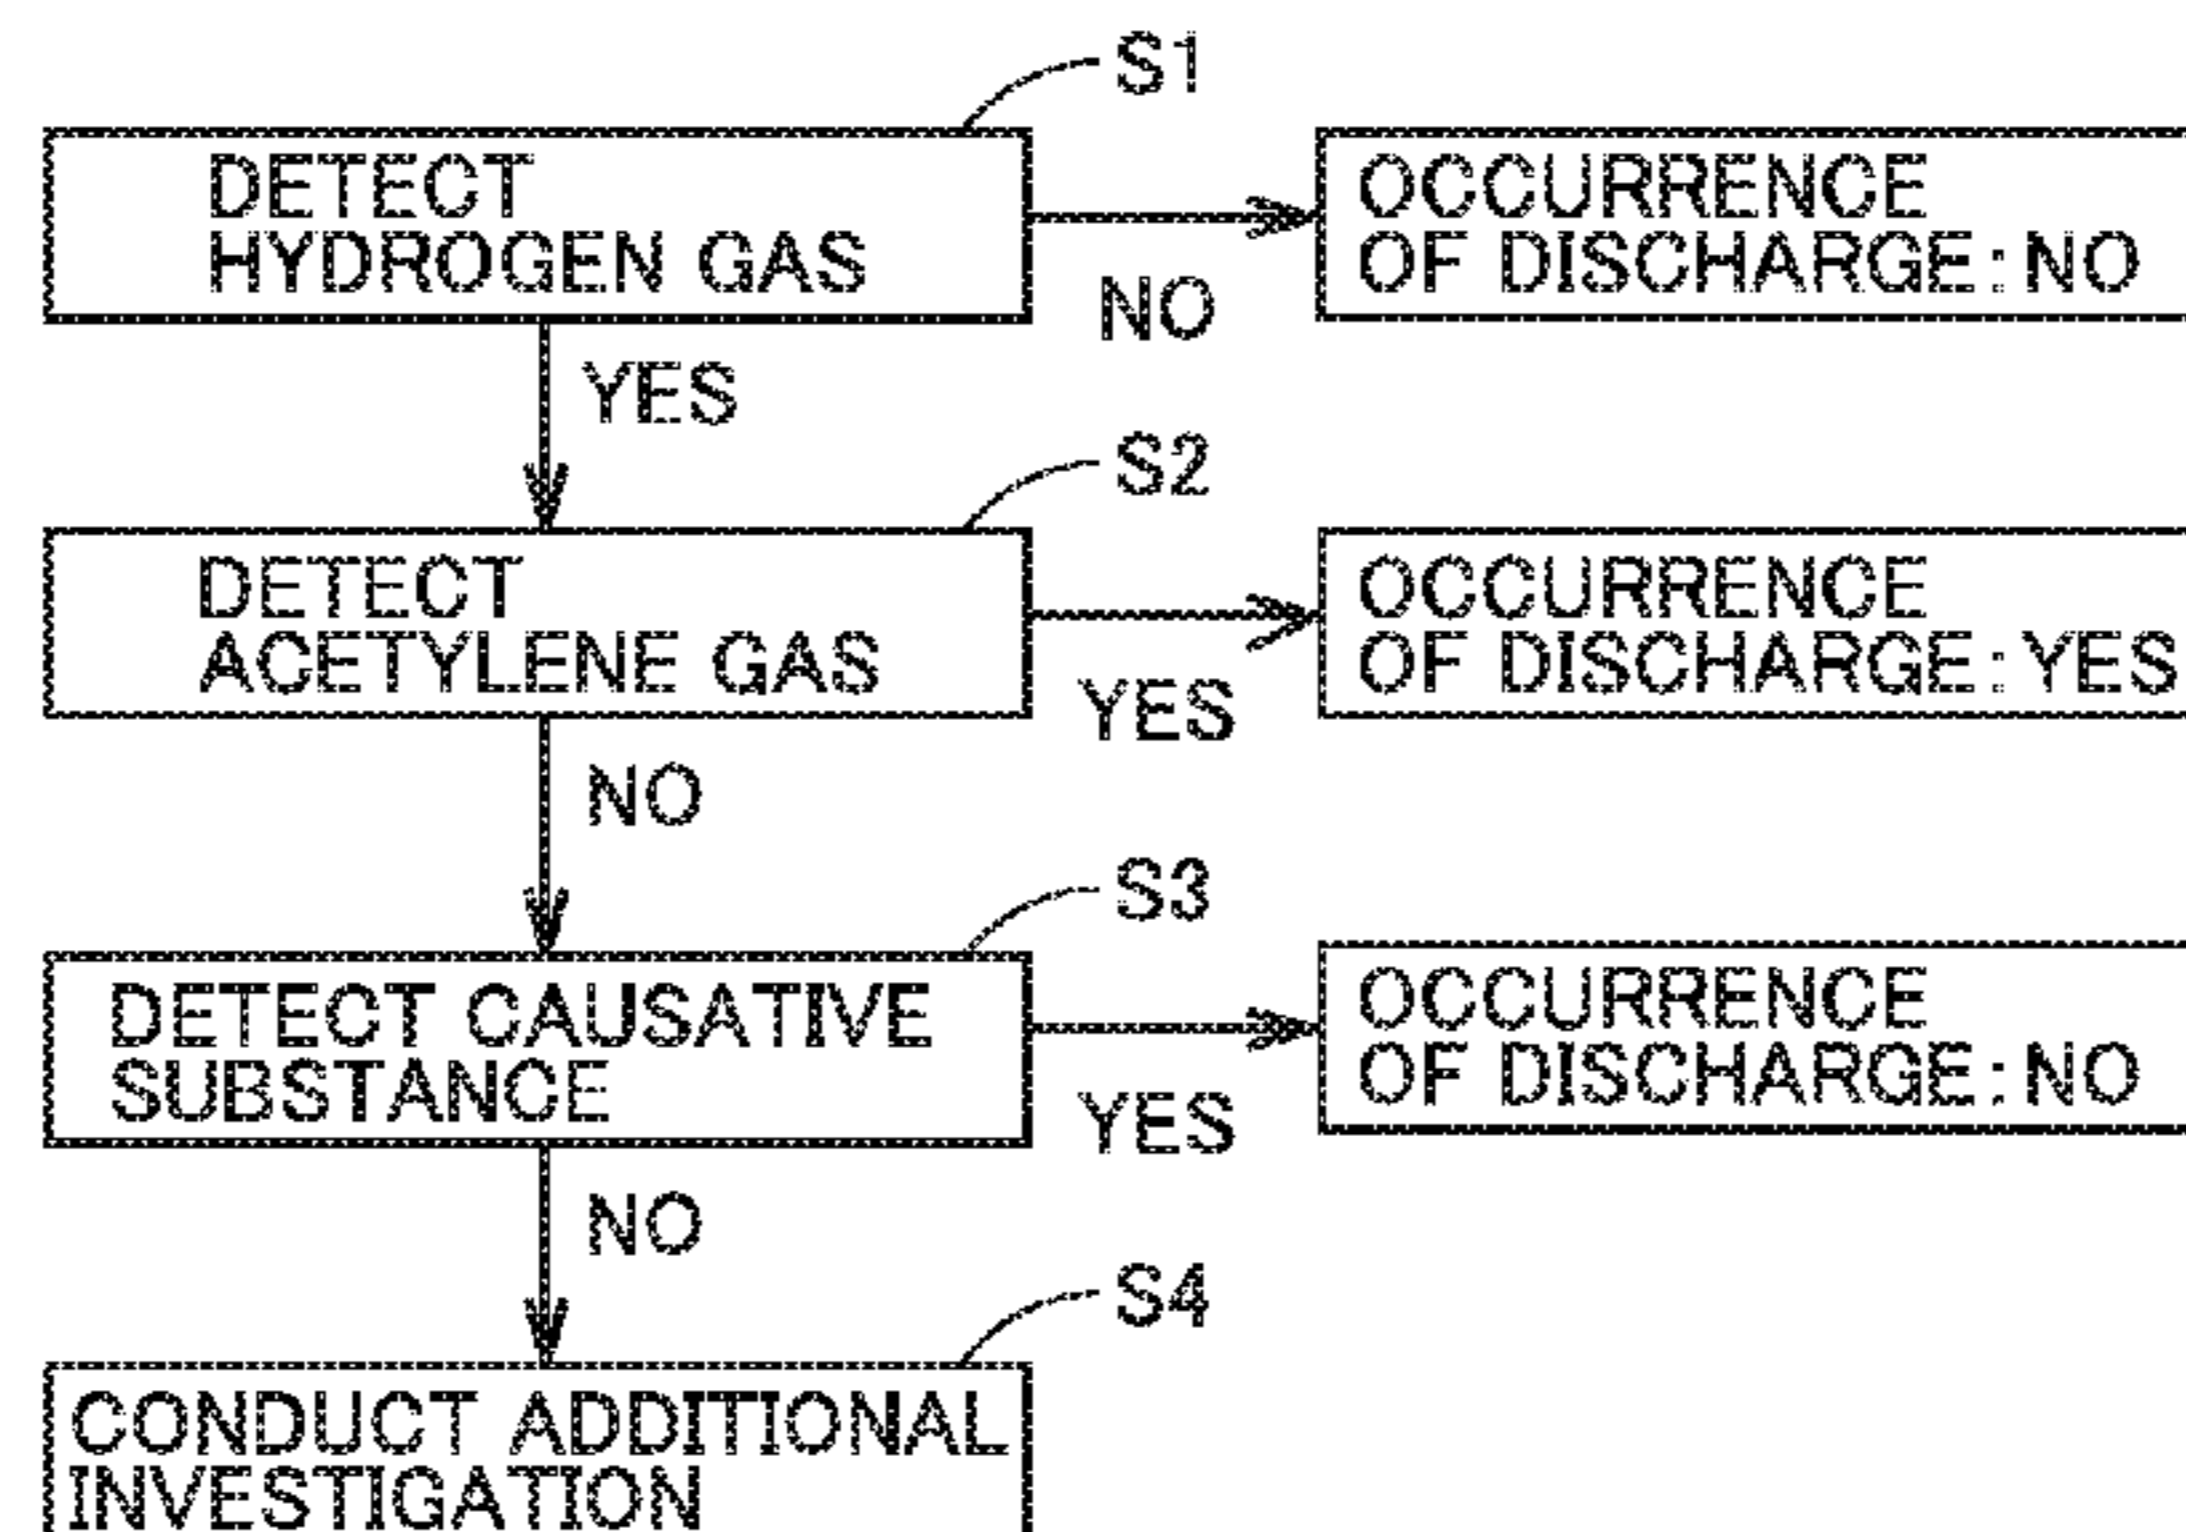 S1
DETECT
HYDROGEN GAS
OCCURRENCE
OF DISCHARGE: NO
NO
YES
S2
DETECT
ACETYLENE GAS
OCCURRENCE
OF DISCHARGE: YES
YES
NO
S3
DETECT CAUSATIVE
SUBSTANCE
OCCURRENCE
OF DISCHARGE: NO
YES
NO
S4
CONDUCT ADDITIONAL
INVESTIGATION